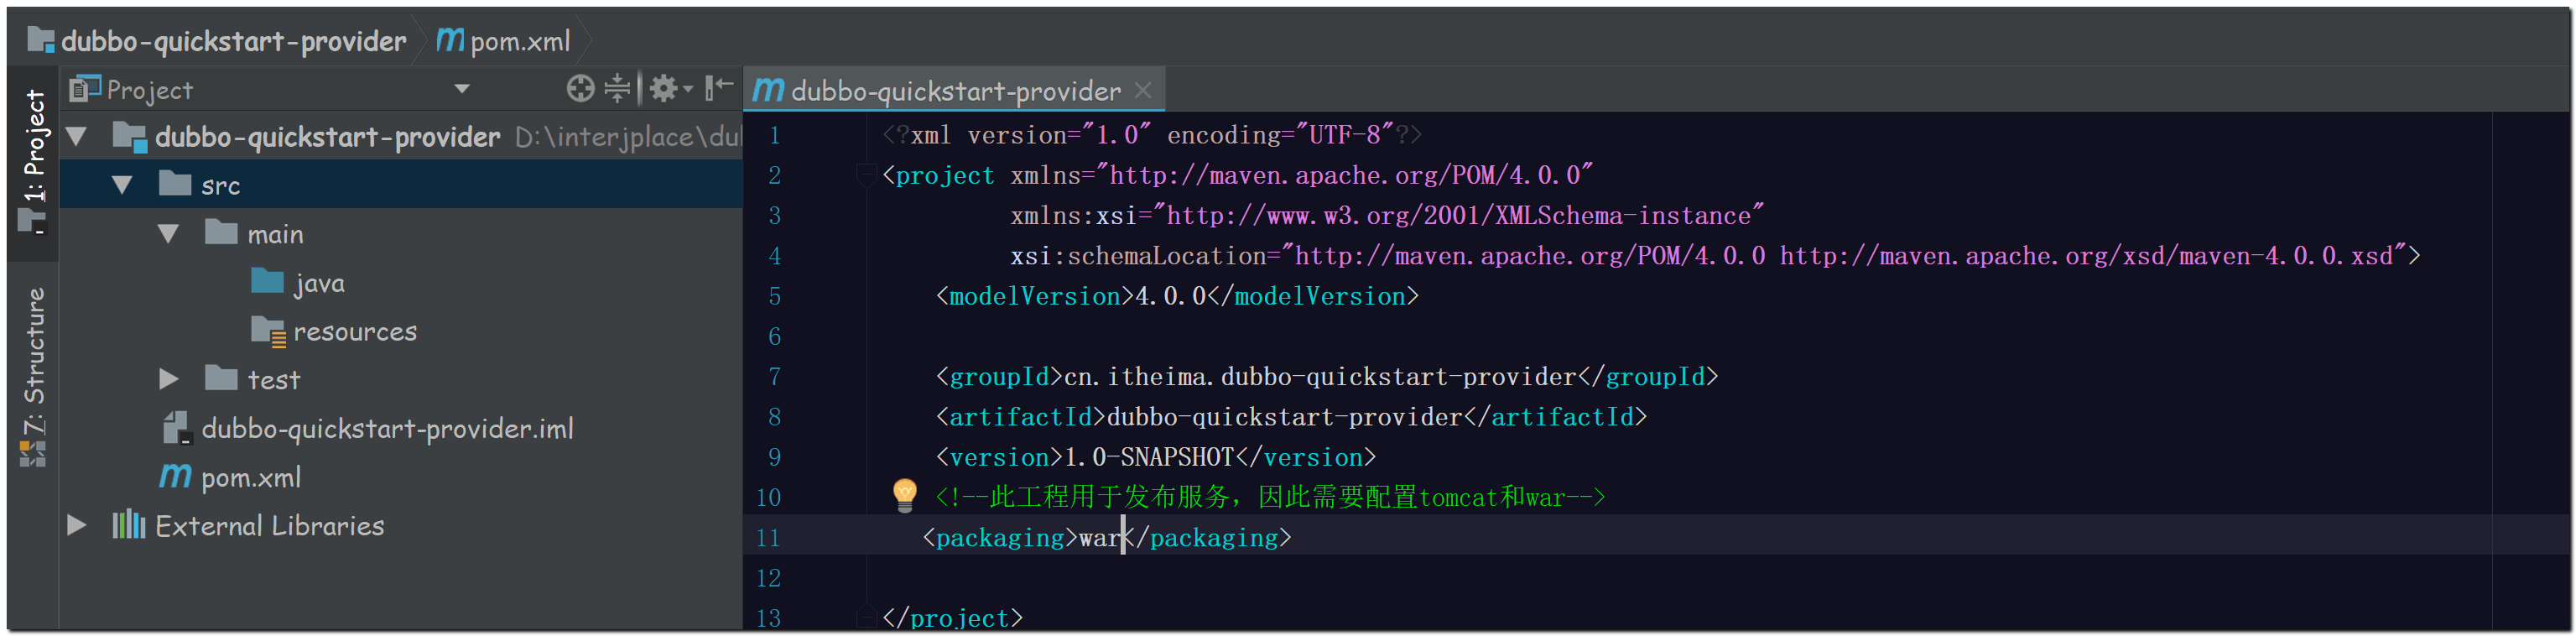 dubbo-quickstart-provider pom.xml
1: Project
7: Structure
Project
dubbo-quickstart-provider D:\interjplace\du
src
main
java
resources
test
dubbo-quickstart-provider.iml
pom.xml
External Libraries
dubbo-quickstart-provider
1 <?xml version="1.0" encoding="UTF-8"?>
2 <project xmlns="http://maven.apache.org/POM/4.0.0"
3 xmlns:xsi="http://www.w3.org/2001/XMLSchema-instance"
4 xsi:schemaLocation="http://maven.apache.org/POM/4.0.0 http://maven.apache.org/xsd/maven-4.0.0.xsd">
5 <modelVersion>4.0.0</modelVersion>
6
7 <groupId>cn.itheima.dubbo-quickstart-provider</groupId>
8 <artifactId>dubbo-quickstart-provider</artifactId>
9 <version>1.0-SNAPSHOT</version>
10 <!--此工程用于发布服务，因此需要配置tomcat和war-->
11 <packaging>war</packaging>
12
13 </project>